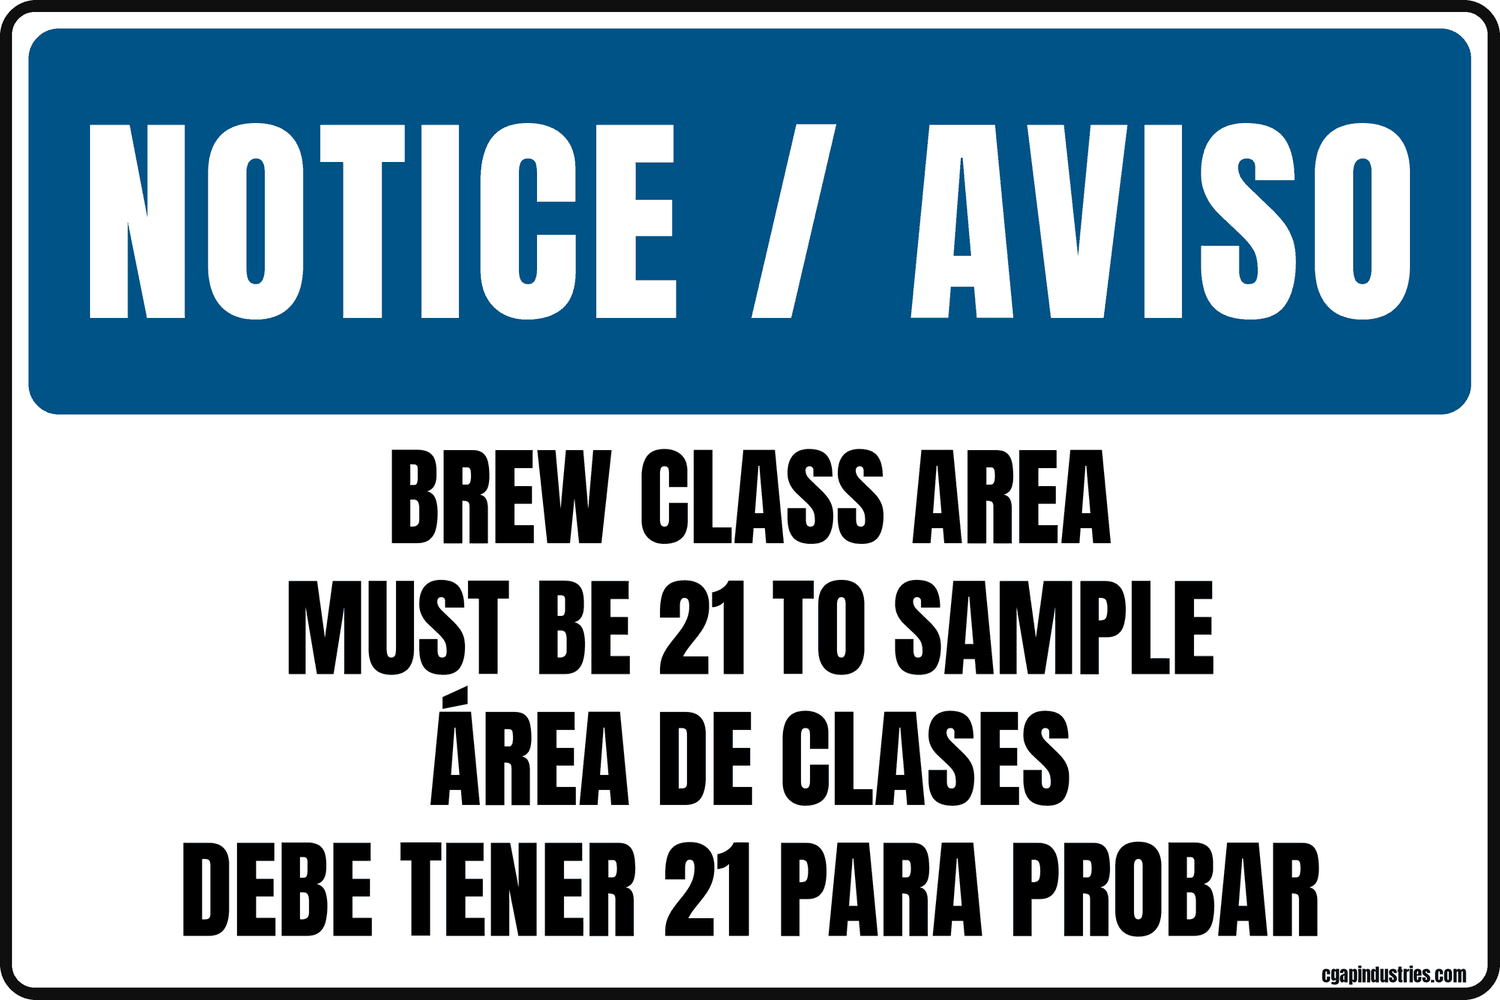 NOTICE / AVISO
BREW CLASS AREA
MUST BE 21 TO SAMPLE
ÁREA DE CLASES
DEBE TENER 21 PARA PROBAR
cgapindustries.com